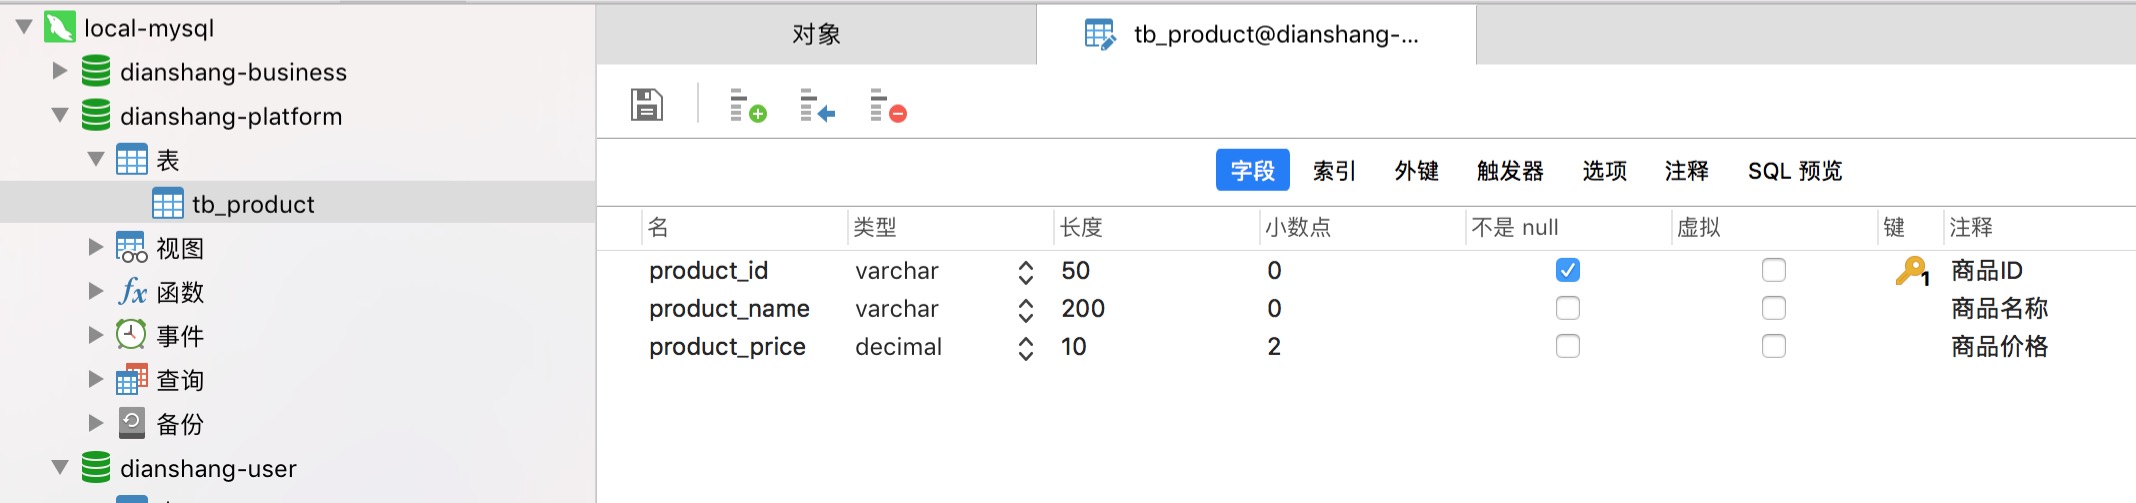 local-mysql
dianshang-business
dianshang-platform
表
tb_product
视图
fx 函数
事件
查询
备份
dianshang-user
对象
tb_product@dianshang-...
字段 索引 外键 触发器 选项 注释 SQL 预览
名 类型 长度 小数点 不是 null 虚拟 键 注释
product_id varchar 50 0 1 商品ID
product_name varchar 200 0 商品名称
product_price decimal 10 2 商品价格